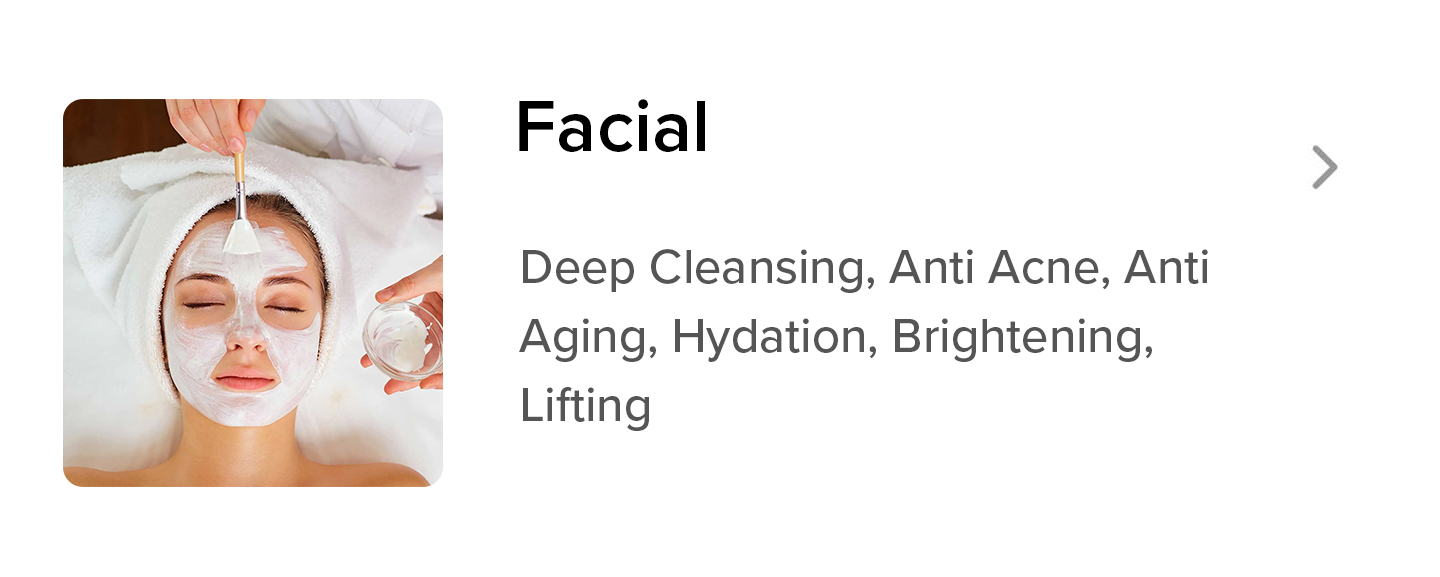 Facial
Deep Cleansing, Anti Acne, Anti
Aging, Hydation, Brightening,
Lifting